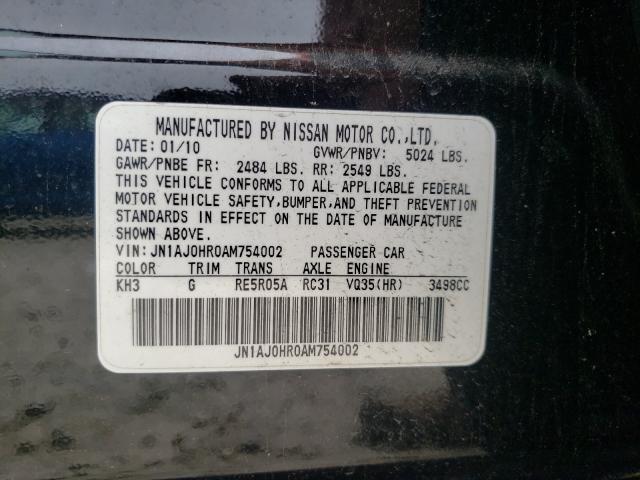 MANUFACTURED BY NISSAN MOTOR CO.,LTD.
DATE: 01/10 GVWR/PNBV: 5024 LBS.
GAWR/PNBE FR: 2484 LBS. RR: 2549 LBS.
THIS VEHICLE CONFORMS TO ALL APPLICABLE FEDERAL
MOTOR VEHICLE SAFETY, BUMPER, AND THEFT PREVENTION
STANDARDS IN EFFECT ON THE DATE OF MANUFACTURE
SHOWN ABOVE.
VIN: JN1AJ0HR0AM754002 PASSENGER CAR
COLOR TRIM TRANS AXLE ENGINE
KH3 G RE5R05A RC31 VQ35(HR) 3498CC
JN1AJ0HR0AM754002